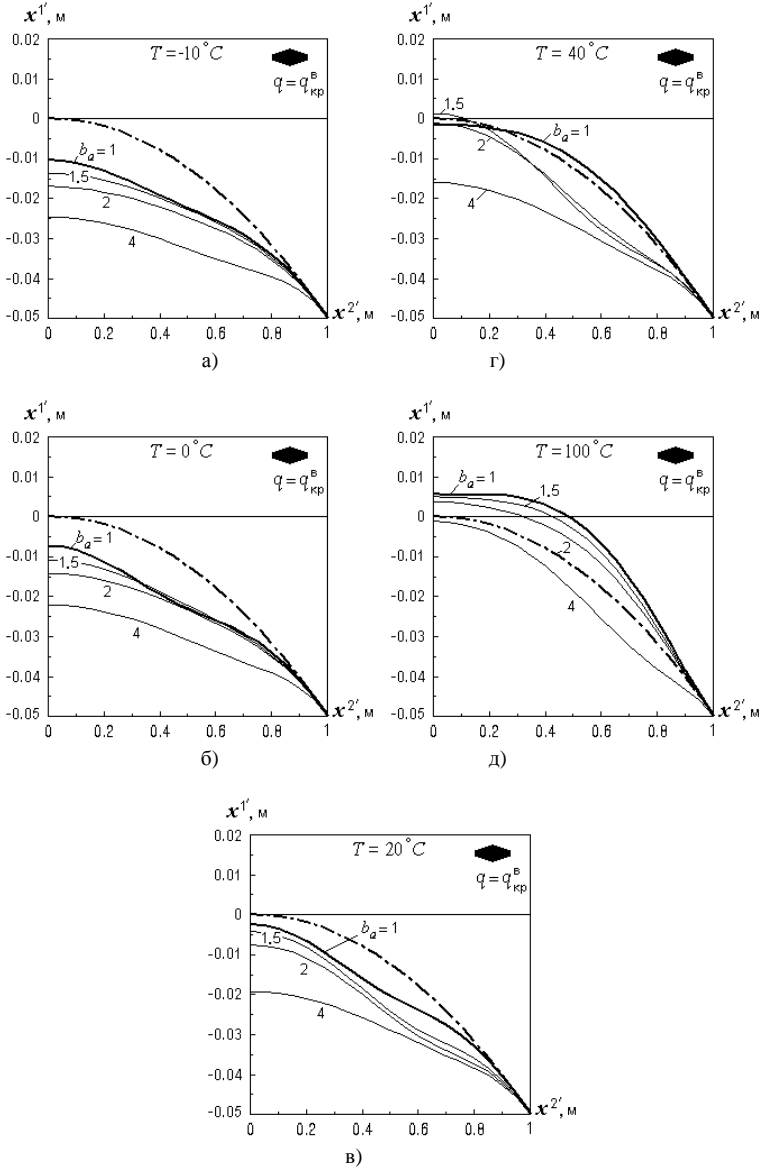 x1′, м
0.02
0.01
0
-0.01
-0.02
-0.03
-0.04
-0.05
T = -10 °C
q = qкрв
ba = 1
1.5
2
4
0 0.2 0.4 0.6 0.8 1
x2′, м
а)
x1′, м
0.02
0.01
0
-0.01
-0.02
-0.03
-0.04
-0.05
T = 40 °C
q = qкрв
1.5
ba = 1
2
4
0 0.2 0.4 0.6 0.8 1
x2′, м
г)
x1′, м
0.02
0.01
0
-0.01
-0.02
-0.03
-0.04
-0.05
T = 0 °C
q = qкрв
ba = 1
1.5
2
4
0 0.2 0.4 0.6 0.8 1
x2′, м
б)
x1′, м
0.02
0.01
0
-0.01
-0.02
-0.03
-0.04
-0.05
T = 100 °C
q = qкрв
ba = 1
1.5
2
4
0 0.2 0.4 0.6 0.8 1
x2′, м
д)
x1′, м
0.02
0.01
0
-0.01
-0.02
-0.03
-0.04
-0.05
T = 20 °C
q = qкрв
ba = 1
1.5
2
4
0 0.2 0.4 0.6 0.8 1
x2′, м
в)